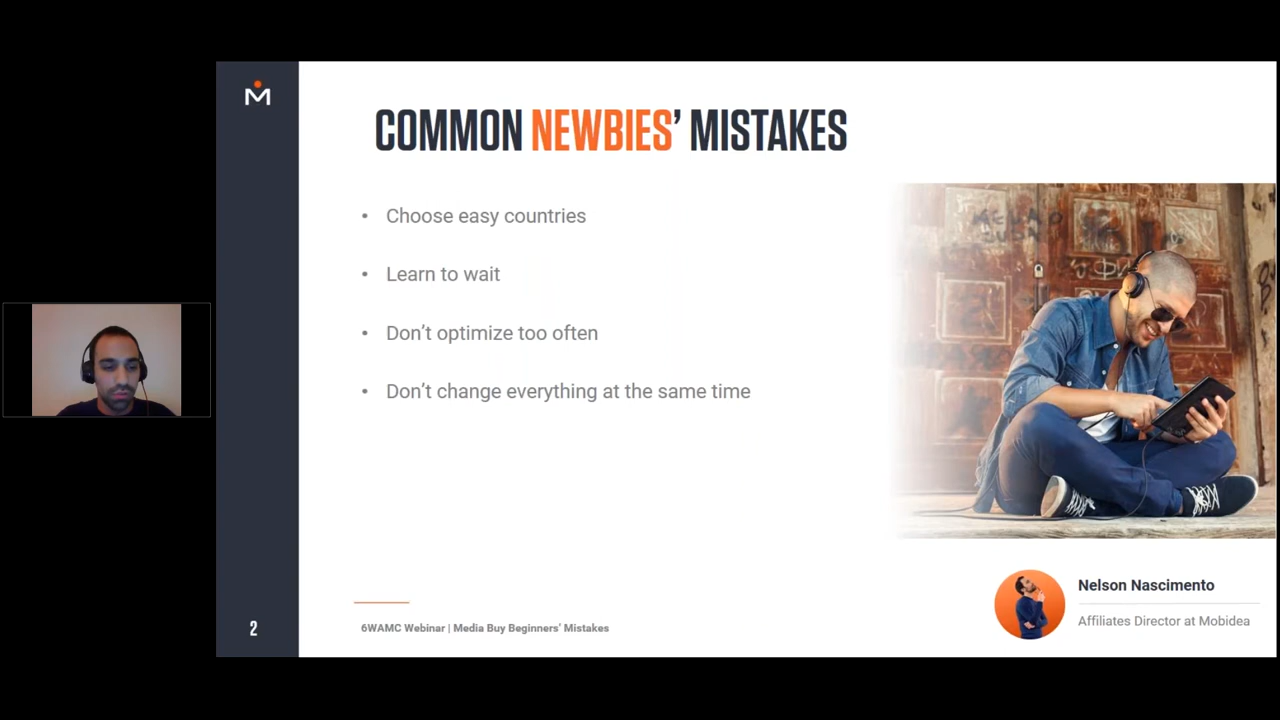 COMMON NEWBIES' MISTAKES
• Choose easy countries
• Learn to wait
• Don't optimize too often
• Don't change everything at the same time
Nelson Nascimento
Affiliates Director at Mobidea
6WAMC Webinar | Media Buy Beginners' Mistakes
2